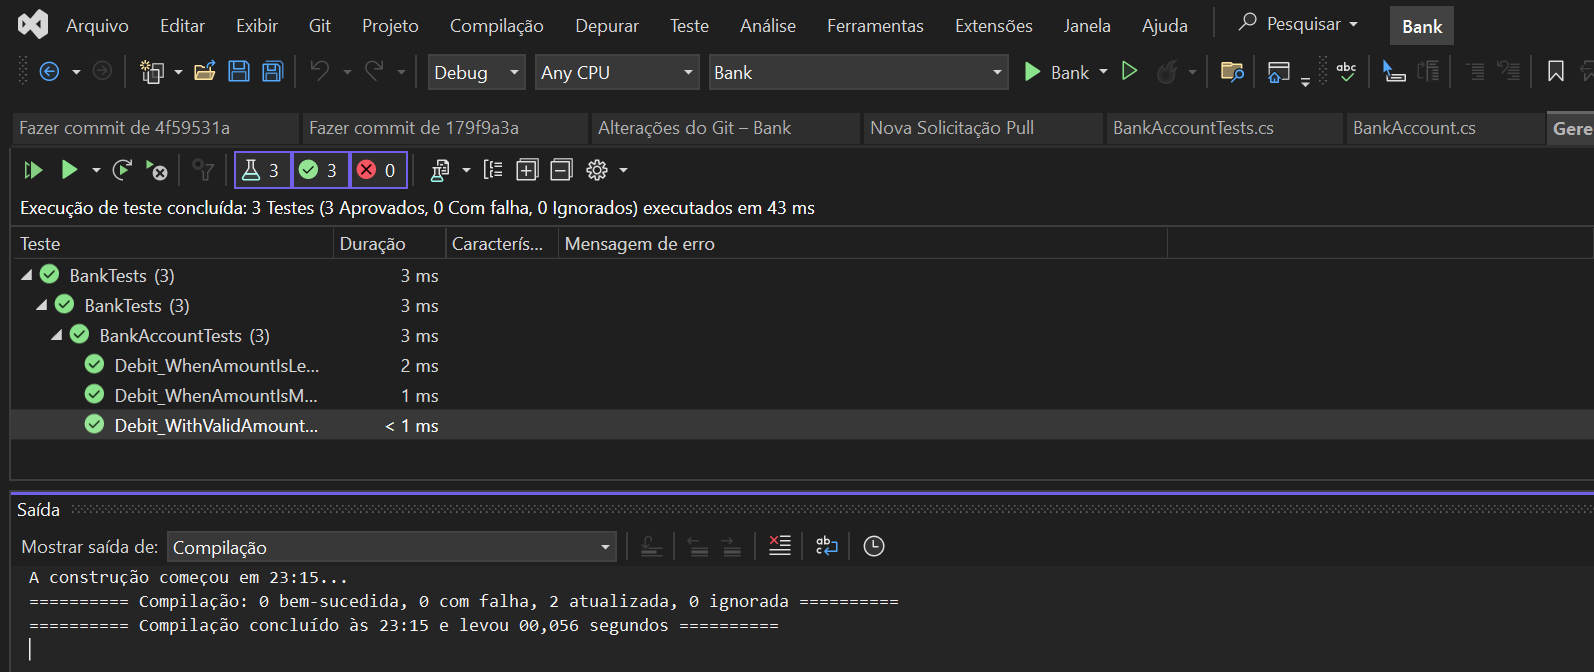 Arquivo Editar Exibir Git Projeto Compilação Depurar Teste Análise Ferramentas Extensões Janela Ajuda Pesquisar Bank
Debug Any CPU Bank Bank abc
Fazer commit de 4f59531a Fazer commit de 179f9a3a Alterações do Git – Bank Nova Solicitação Pull BankAccountTests.cs BankAccount.cs Gere
3 3 0
Execução de teste concluída: 3 Testes (3 Aprovados, 0 Com falha, 0 Ignorados) executados em 43 ms
Teste Duração Caracterís... Mensagem de erro
BankTests (3) 3 ms
BankTests (3) 3 ms
BankAccountTests (3) 3 ms
Debit_WhenAmountIsLe... 2 ms
Debit_WhenAmountIsM... 1 ms
Debit_WithValidAmount... < 1 ms
Saída
Mostrar saída de: Compilação
A construção começou em 23:15...
========== Compilação: 0 bem-sucedida, 0 com falha, 2 atualizada, 0 ignorada ==========
========== Compilação concluído às 23:15 e levou 00,056 segundos ==========